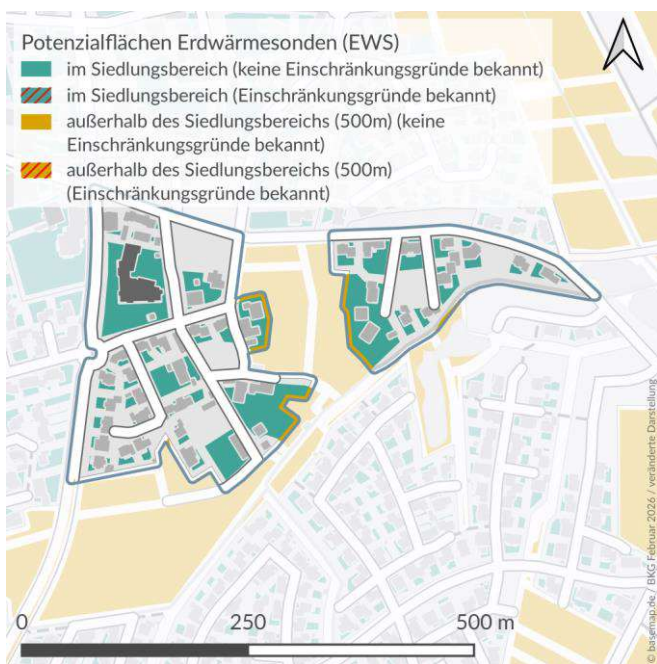 Potenzialflächen Erdwärmesonden (EWS)
im Siedlungsbereich (keine Einschränkungsgründe bekannt)
im Siedlungsbereich (Einschränkungsgründe bekannt)
außerhalb des Siedlungsbereichs (500m) (keine
Einschränkungsgründe bekannt)
außerhalb des Siedlungsbereichs (500m)
(Einschränkungsgründe bekannt)
© basemap.de / BKG Februar 2026 / veränderte Darstellung
0 250 500 m